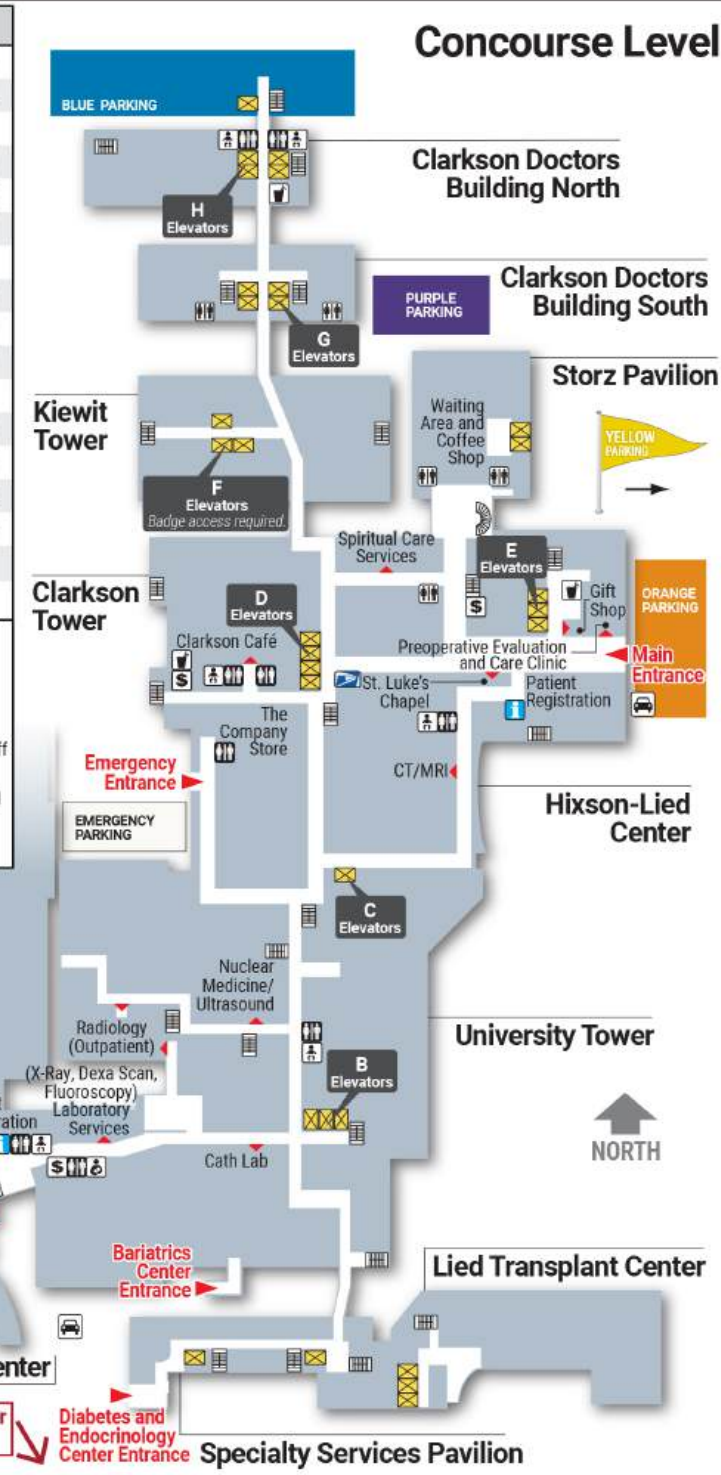 Concourse Level
BLUE PARKING
Clarkson Doctors
Building North
H
Elevators
Clarkson Doctors
Building South
PURPLE
PARKING
G
Elevators
Storz Pavilion
Kiewit
Tower
Waiting
Area and
Coffee
Shop
YELLOW
PARKING
F
Elevators
Badge access required.
Spiritual Care
Services
E
Elevators
Clarkson
Tower
D
Elevators
$
Gift
Shop
ORANGE
PARKING
Clarkson Café
Preoperative Evaluation
and Care Clinic
Main
Entrance
$
St. Luke's
Chapel
Patient
Registration
i
The
Company
Store
Emergency
Entrance
CT/MRI
EMERGENCY
PARKING
Hixson-Lied
Center
C
Elevators
Nuclear
Medicine/
Ultrasound
Radiology
(Outpatient)
University Tower
(X-Ray, Dexa Scan,
Fluoroscopy)
B
Elevators
Laboratory
Services
ration
i
NORTH
$
Cath Lab
Bariatrics
Center
Entrance
Lied Transplant Center
enter
Diabetes and
Endocrinology
Center Entrance
Specialty Services Pavilion